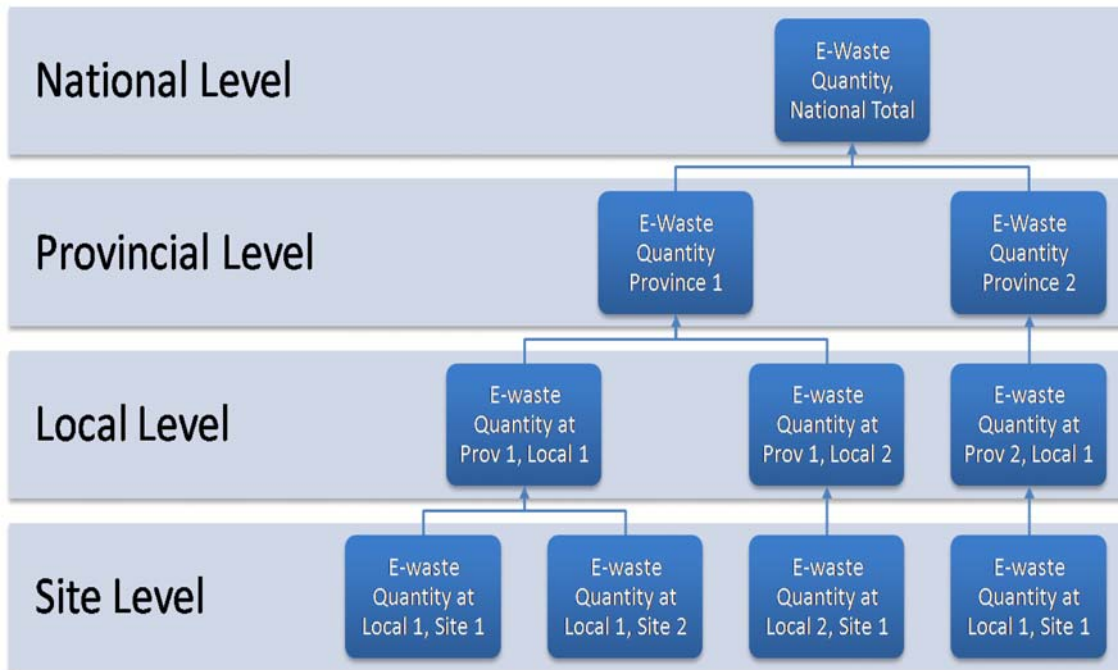 National Level
E-Waste
Quantity,
National Total
Provincial Level
E-Waste
Quantity
Province 1
E-Waste
Quantity
Province 2
Local Level
E-waste
Quantity at
Prov 1, Local 1
E-waste
Quantity at
Prov 1, Local 2
E-waste
Quantity at
Prov 2, Local 1
Site Level
E-waste
Quantity at
Local 1, Site 1
E-waste
Quantity at
Local 1, Site 2
E-waste
Quantity at
Local 2, Site 1
E-waste
Quantity at
Local 1, Site 1